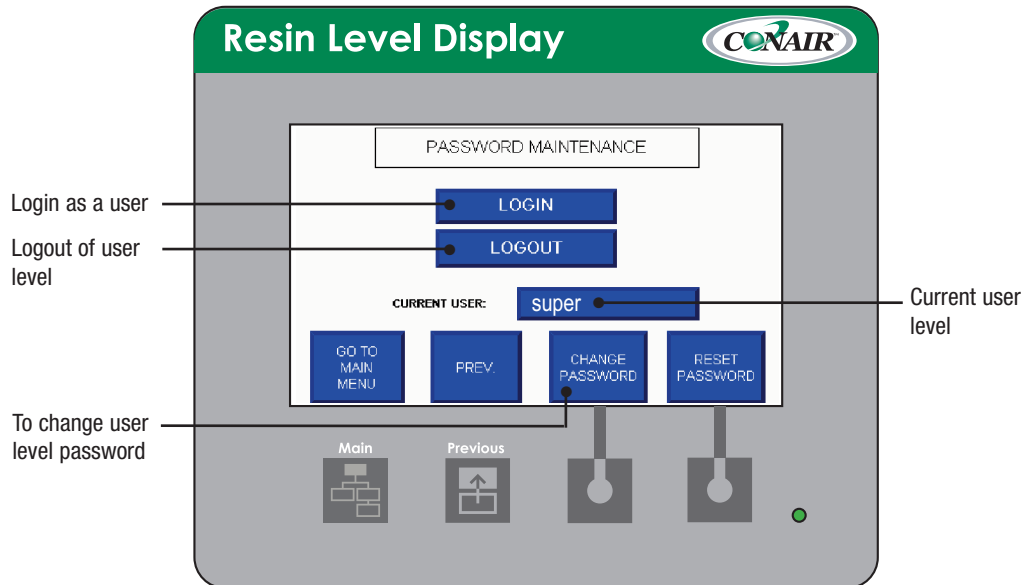 Resin Level Display
CONAIR
PASSWORD MAINTENANCE
Login as a user
LOGIN
Logout of user
level
LOGOUT
CURRENT USER:
super
Current user
level
GO TO
MAIN
MENU
PREV.
CHANGE
PASSWORD
RESET
PASSWORD
To change user
level password
Main
Previous